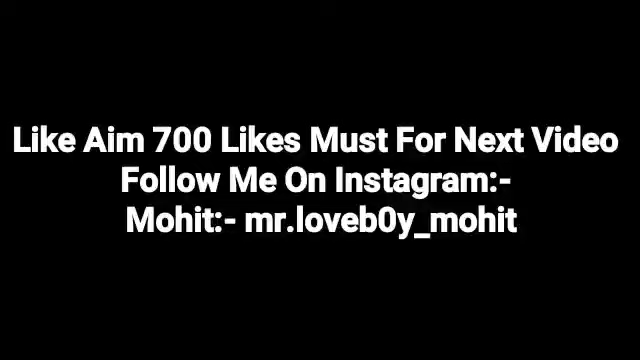 Like Aim 700 Likes Must For Next Video
Follow Me On Instagram:-
Mohit:- mr.loveb0y_mohit